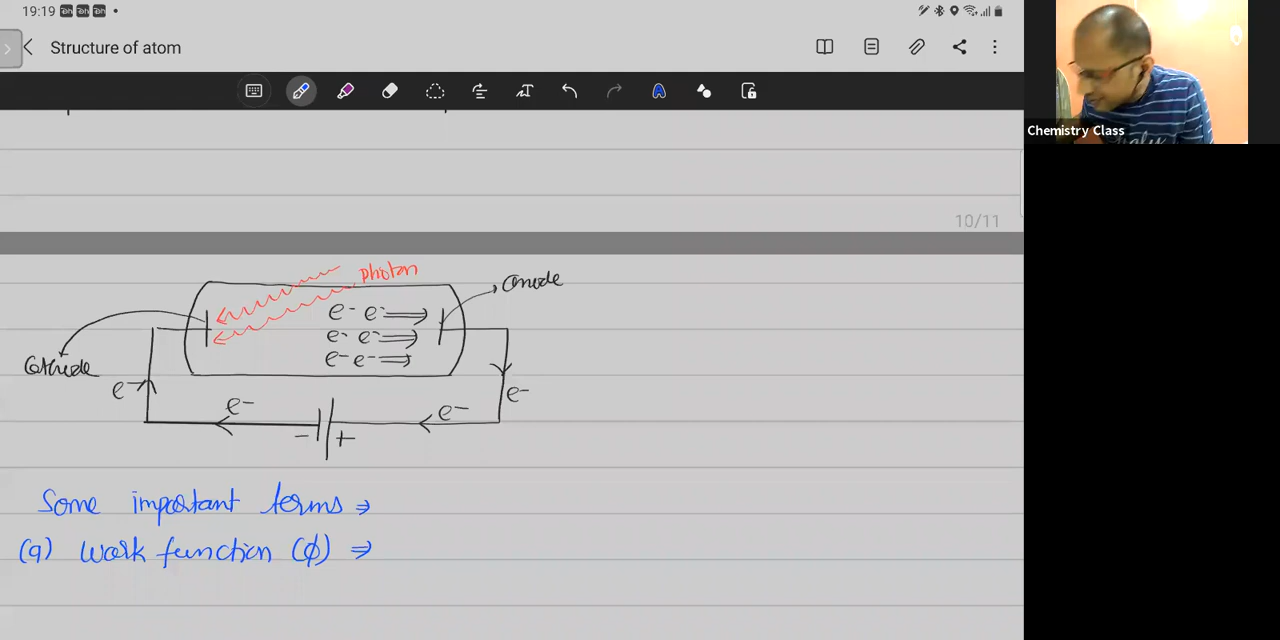 19:19
Structure of atom
Chemistry Class
10/11
photon
anode
e- e-
e- e-
e- e-
Cathode
e-
e-
e-
e-
- +
Some important terms ⇒
(a) Work function (ϕ) ⇒